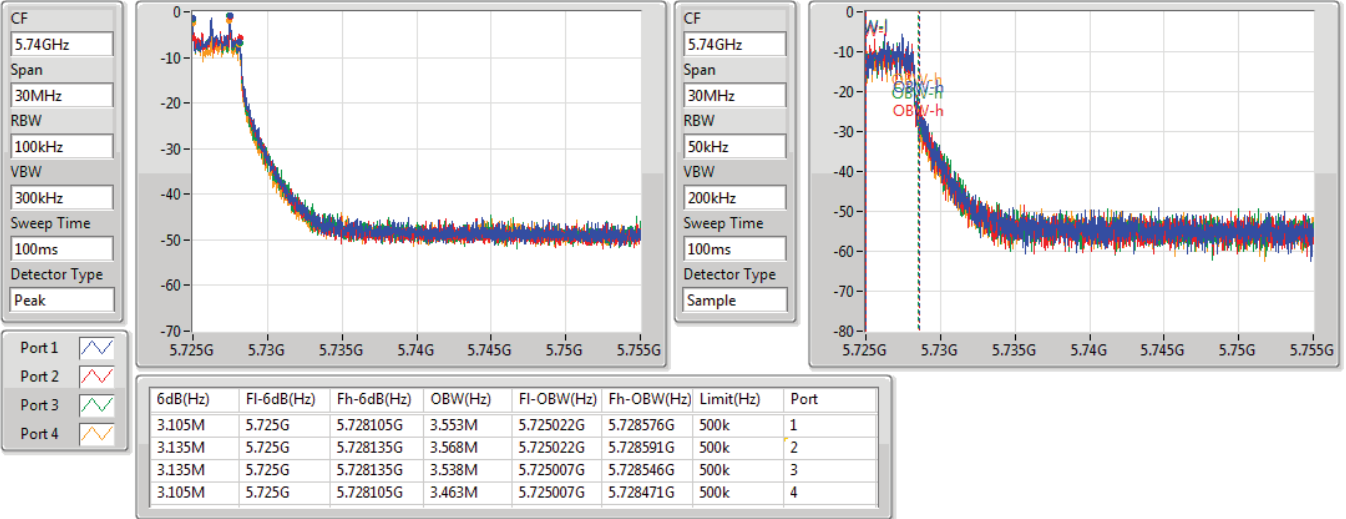 CF
5.74GHz
Span
30MHz
RBW
100kHz
VBW
300kHz
Sweep Time
100ms
Detector Type
Peak
0
-10
-20
-30
-40
-50
-60
-70
5.725G 5.73G 5.735G 5.74G 5.745G 5.75G 5.755G
CF
5.74GHz
Span
30MHz
RBW
50kHz
VBW
200kHz
Sweep Time
100ms
Detector Type
Sample
0
-10
-20
-30
-40
-50
-60
-70
-80
OBW-h
OBW-h
OBW-h
OBW-h
5.725G 5.73G 5.735G 5.74G 5.745G 5.75G 5.755G
Port 1
Port 2
Port 3
Port 4
6dB(Hz) Fl-6dB(Hz) Fh-6dB(Hz) OBW(Hz) Fl-OBW(Hz) Fh-OBW(Hz) Limit(Hz) Port
3.105M 5.725G 5.728105G 3.553M 5.725022G 5.728576G 500k 1
3.135M 5.725G 5.728135G 3.568M 5.725022G 5.728591G 500k 2
3.135M 5.725G 5.728135G 3.538M 5.725007G 5.728546G 500k 3
3.105M 5.725G 5.728105G 3.463M 5.725007G 5.728471G 500k 4